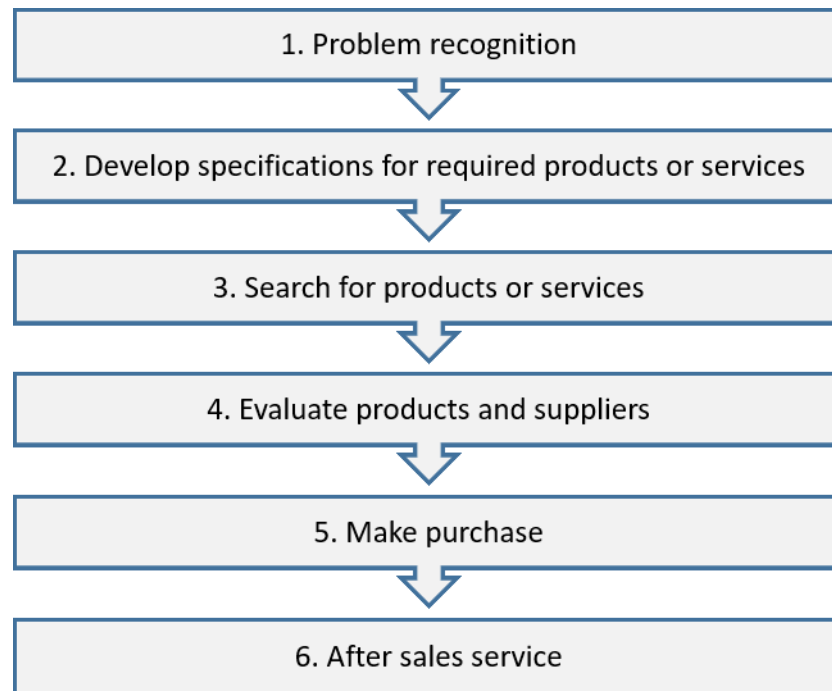 1. Problem recognition
2. Develop specifications for required products or services
3. Search for products or services
4. Evaluate products and suppliers
5. Make purchase
6. After sales service